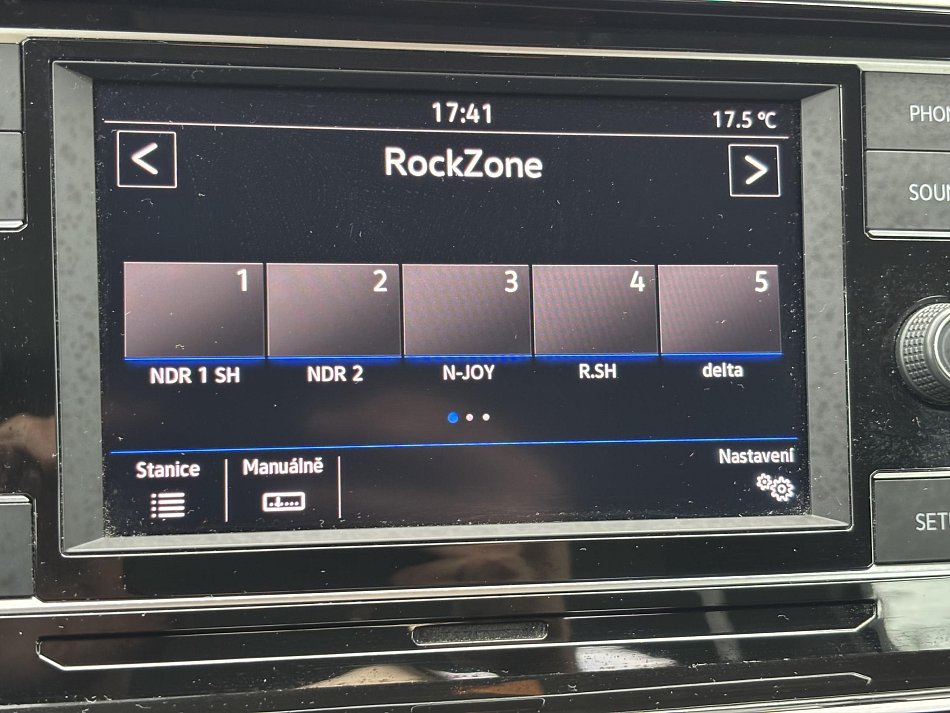 17:41
17.5 °C
<
RockZone
>
1
2
3
4
5
NDR 1 SH
NDR 2
N-JOY
R.SH
delta
Stanice
Manuálně
Nastavení